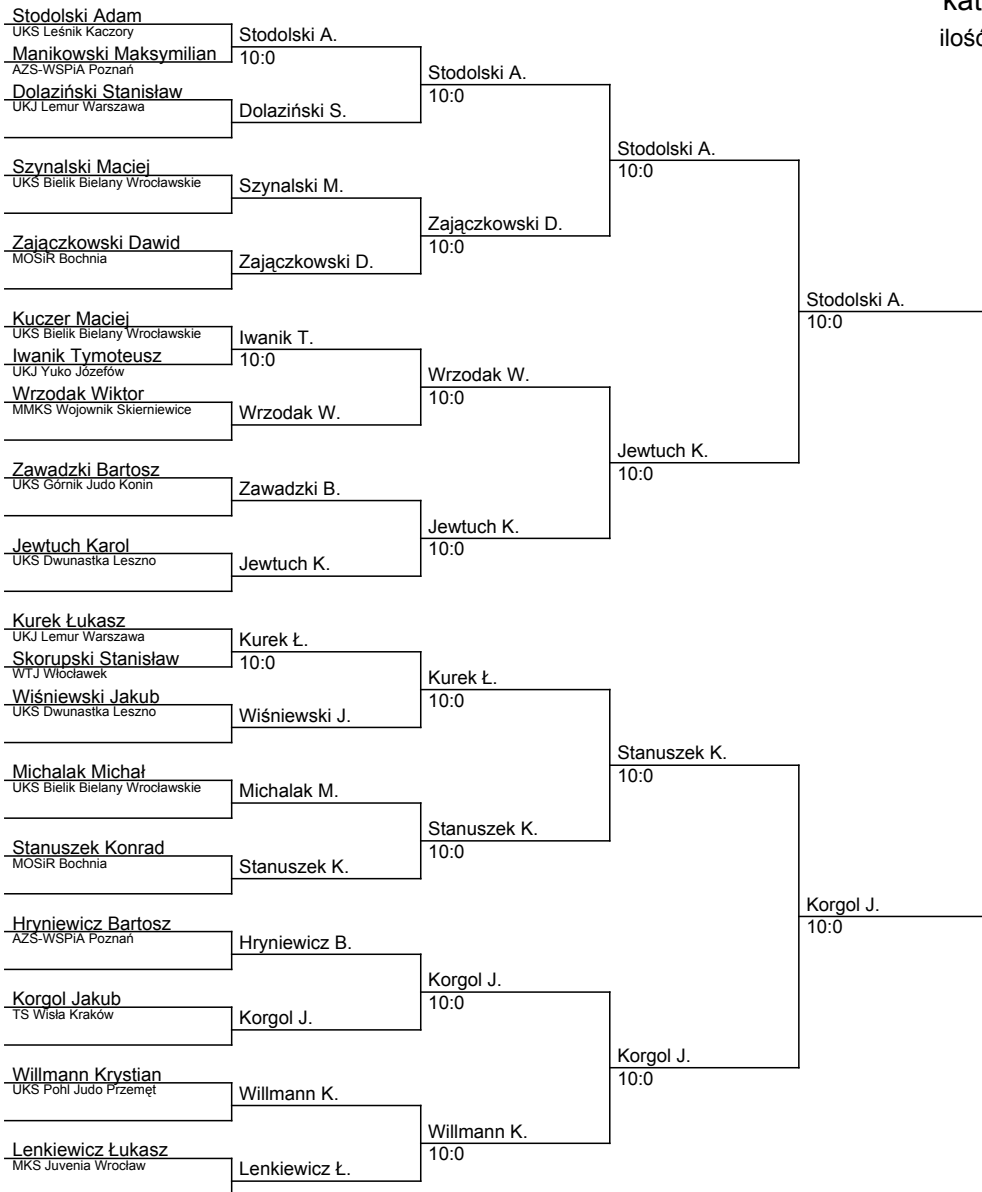 kat
ilość
Stodolski Adam
UKS Leśnik Kaczory
Manikowski Maksymilian
AZS-WSPiA Poznań
Dolaziński Stanisław
UKJ Lemur Warszawa
Szynalski Maciej
UKS Bielik Bielany Wrocławskie
Zajączkowski Dawid
MOSiR Bochnia
Kuczer Maciej
UKS Bielik Bielany Wrocławskie
Iwanik Tymoteusz
UKJ Yuko Józefów
Wrzodak Wiktor
MMKS Wojownik Skierniewice
Zawadzki Bartosz
UKS Górnik Judo Konin
Jewtuch Karol
UKS Dwunastka Leszno
Kurek Łukasz
UKJ Lemur Warszawa
Skorupski Stanisław
WTJ Włocławek
Wiśniewski Jakub
UKS Dwunastka Leszno
Michalak Michał
UKS Bielik Bielany Wrocławskie
Stanuszek Konrad
MOSiR Bochnia
Hryniewicz Bartosz
AZS-WSPiA Poznań
Korgol Jakub
TS Wisła Kraków
Willmann Krystian
UKS Pohl Judo Przemęt
Lenkiewicz Łukasz
MKS Juvenia Wrocław
Stodolski A.
10:0
Dolaziński S.
Szynalski M.
Zajączkowski D.
Iwanik T.
10:0
Wrzodak W.
Zawadzki B.
Jewtuch K.
Kurek Ł.
10:0
Wiśniewski J.
Michalak M.
Stanuszek K.
Hryniewicz B.
Korgol J.
Willmann K.
Lenkiewicz Ł.
Stodolski A.
10:0
Zajączkowski D.
10:0
Wrzodak W.
10:0
Jewtuch K.
10:0
Kurek Ł.
10:0
Stanuszek K.
10:0
Korgol J.
10:0
Willmann K.
10:0
Stodolski A.
10:0
Jewtuch K.
10:0
Stanuszek K.
10:0
Korgol J.
10:0
Stodolski A.
10:0
Korgol J.
10:0